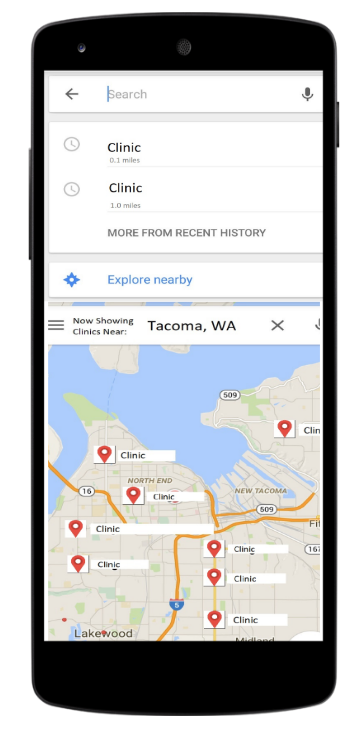 Search
Clinic
0.1 miles
Clinic
1.0 miles
MORE FROM RECENT HISTORY
Explore nearby
Now Showing
Clinics Near:
Tacoma, WA
509
Clin
Clinic
NORTH END
16
Clinic
NEW TACOMA
509
Clinic
Fi
Clinic
167
Clinic
Clinic
5
Clinic
Lakewood
Midland